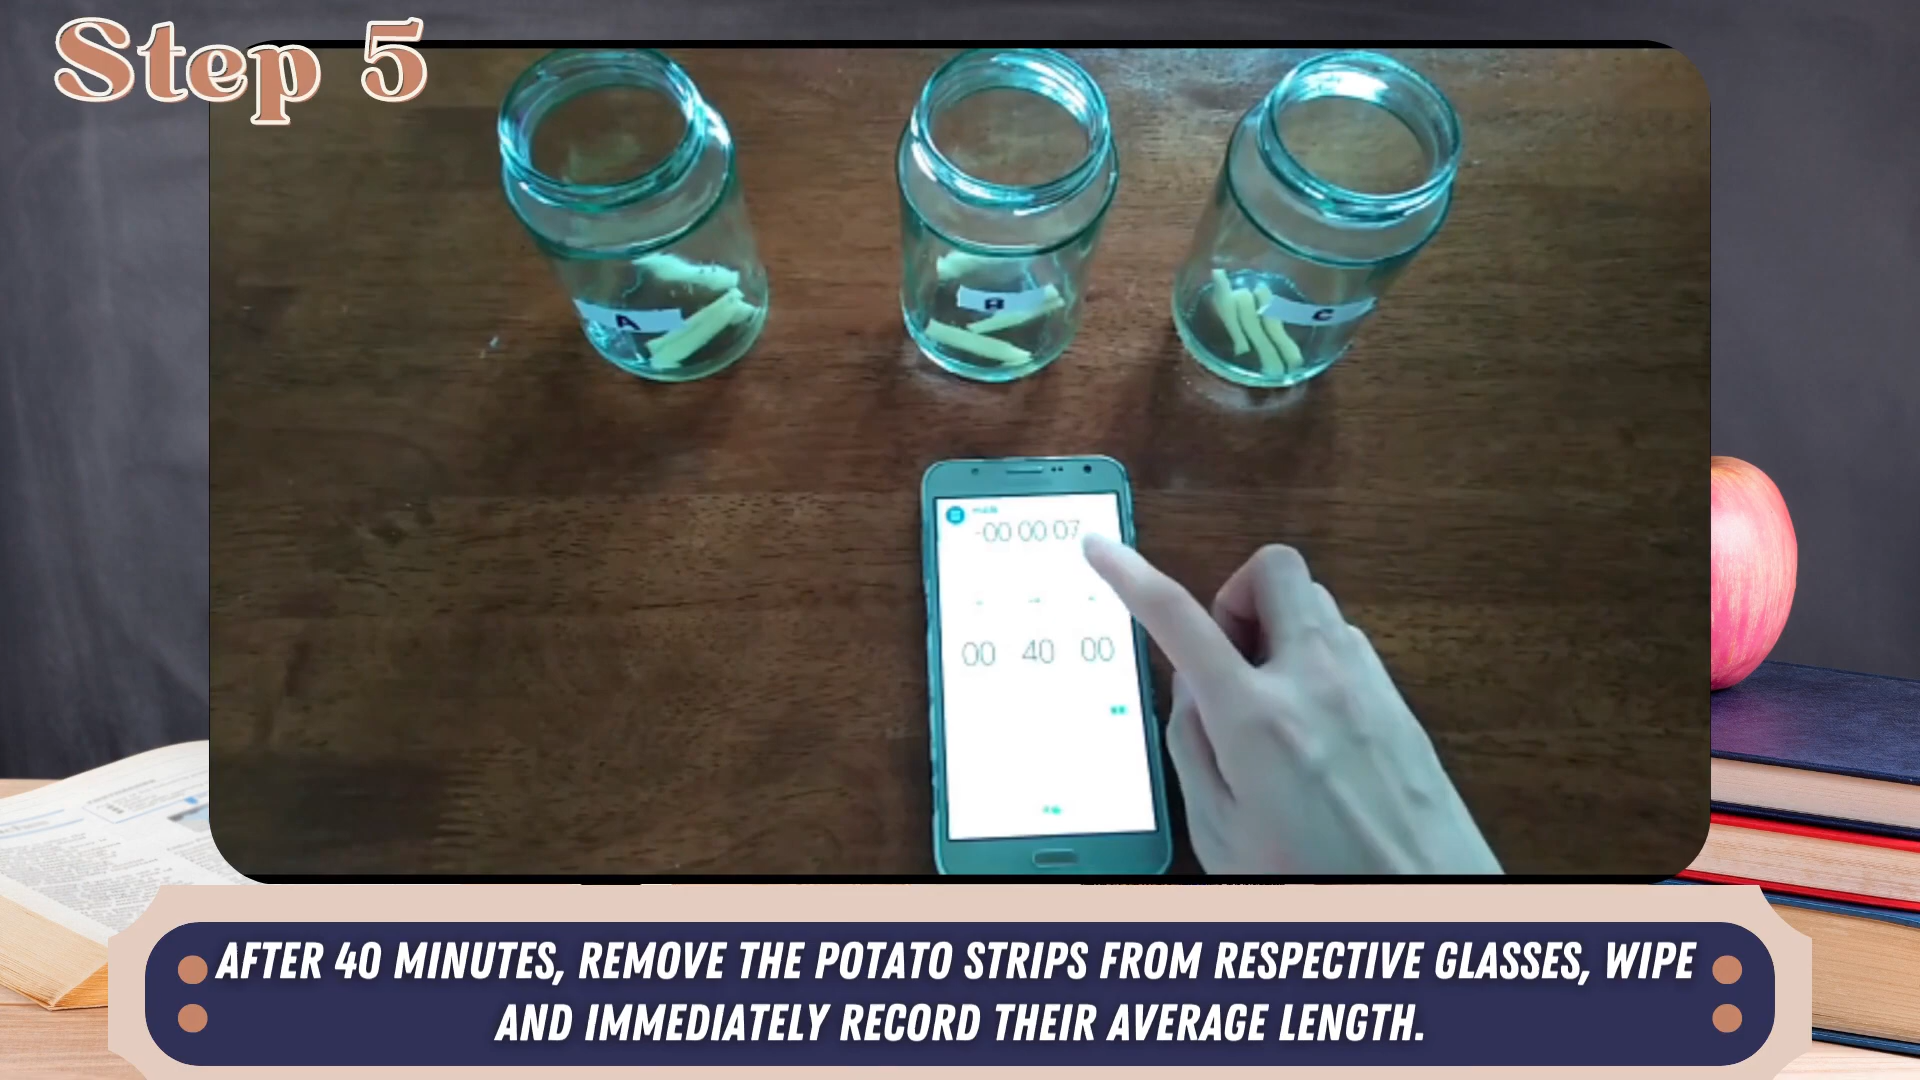 Step 5
A
B
C
-00 00 07
00 40 00
AFTER 40 MINUTES, REMOVE THE POTATO STRIPS FROM RESPECTIVE GLASSES, WIPE
AND IMMEDIATELY RECORD THEIR AVERAGE LENGTH.